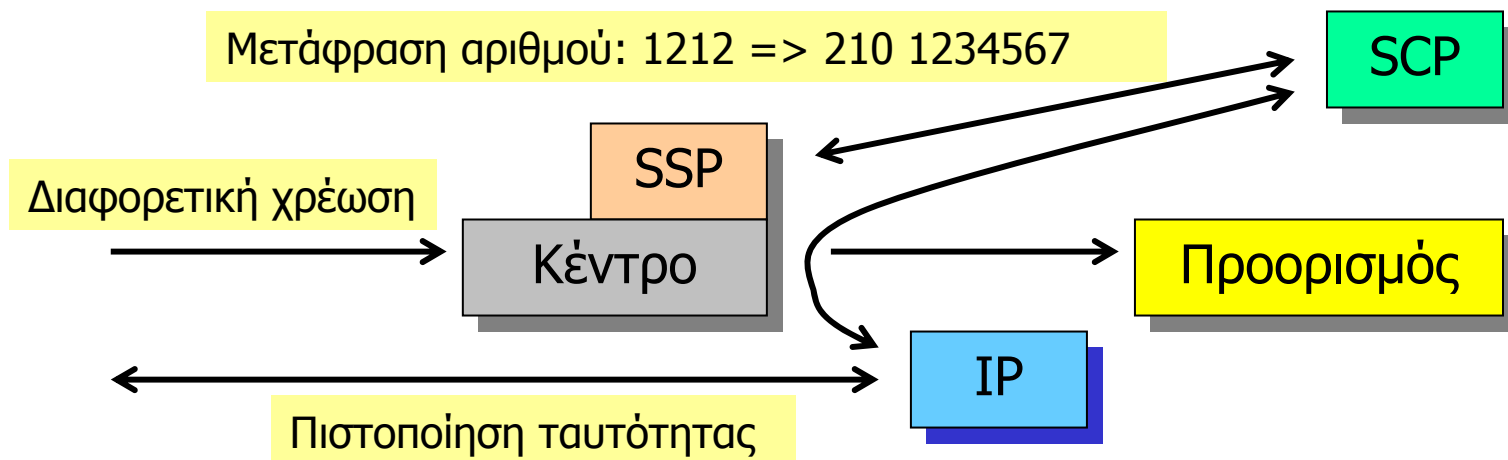 Μετάφραση αριθμού: 1212 => 210 1234567
SCP
SSP
Διαφορετική χρέωση
Κέντρο
Προορισμός
IP
Πιστοποίηση ταυτότητας